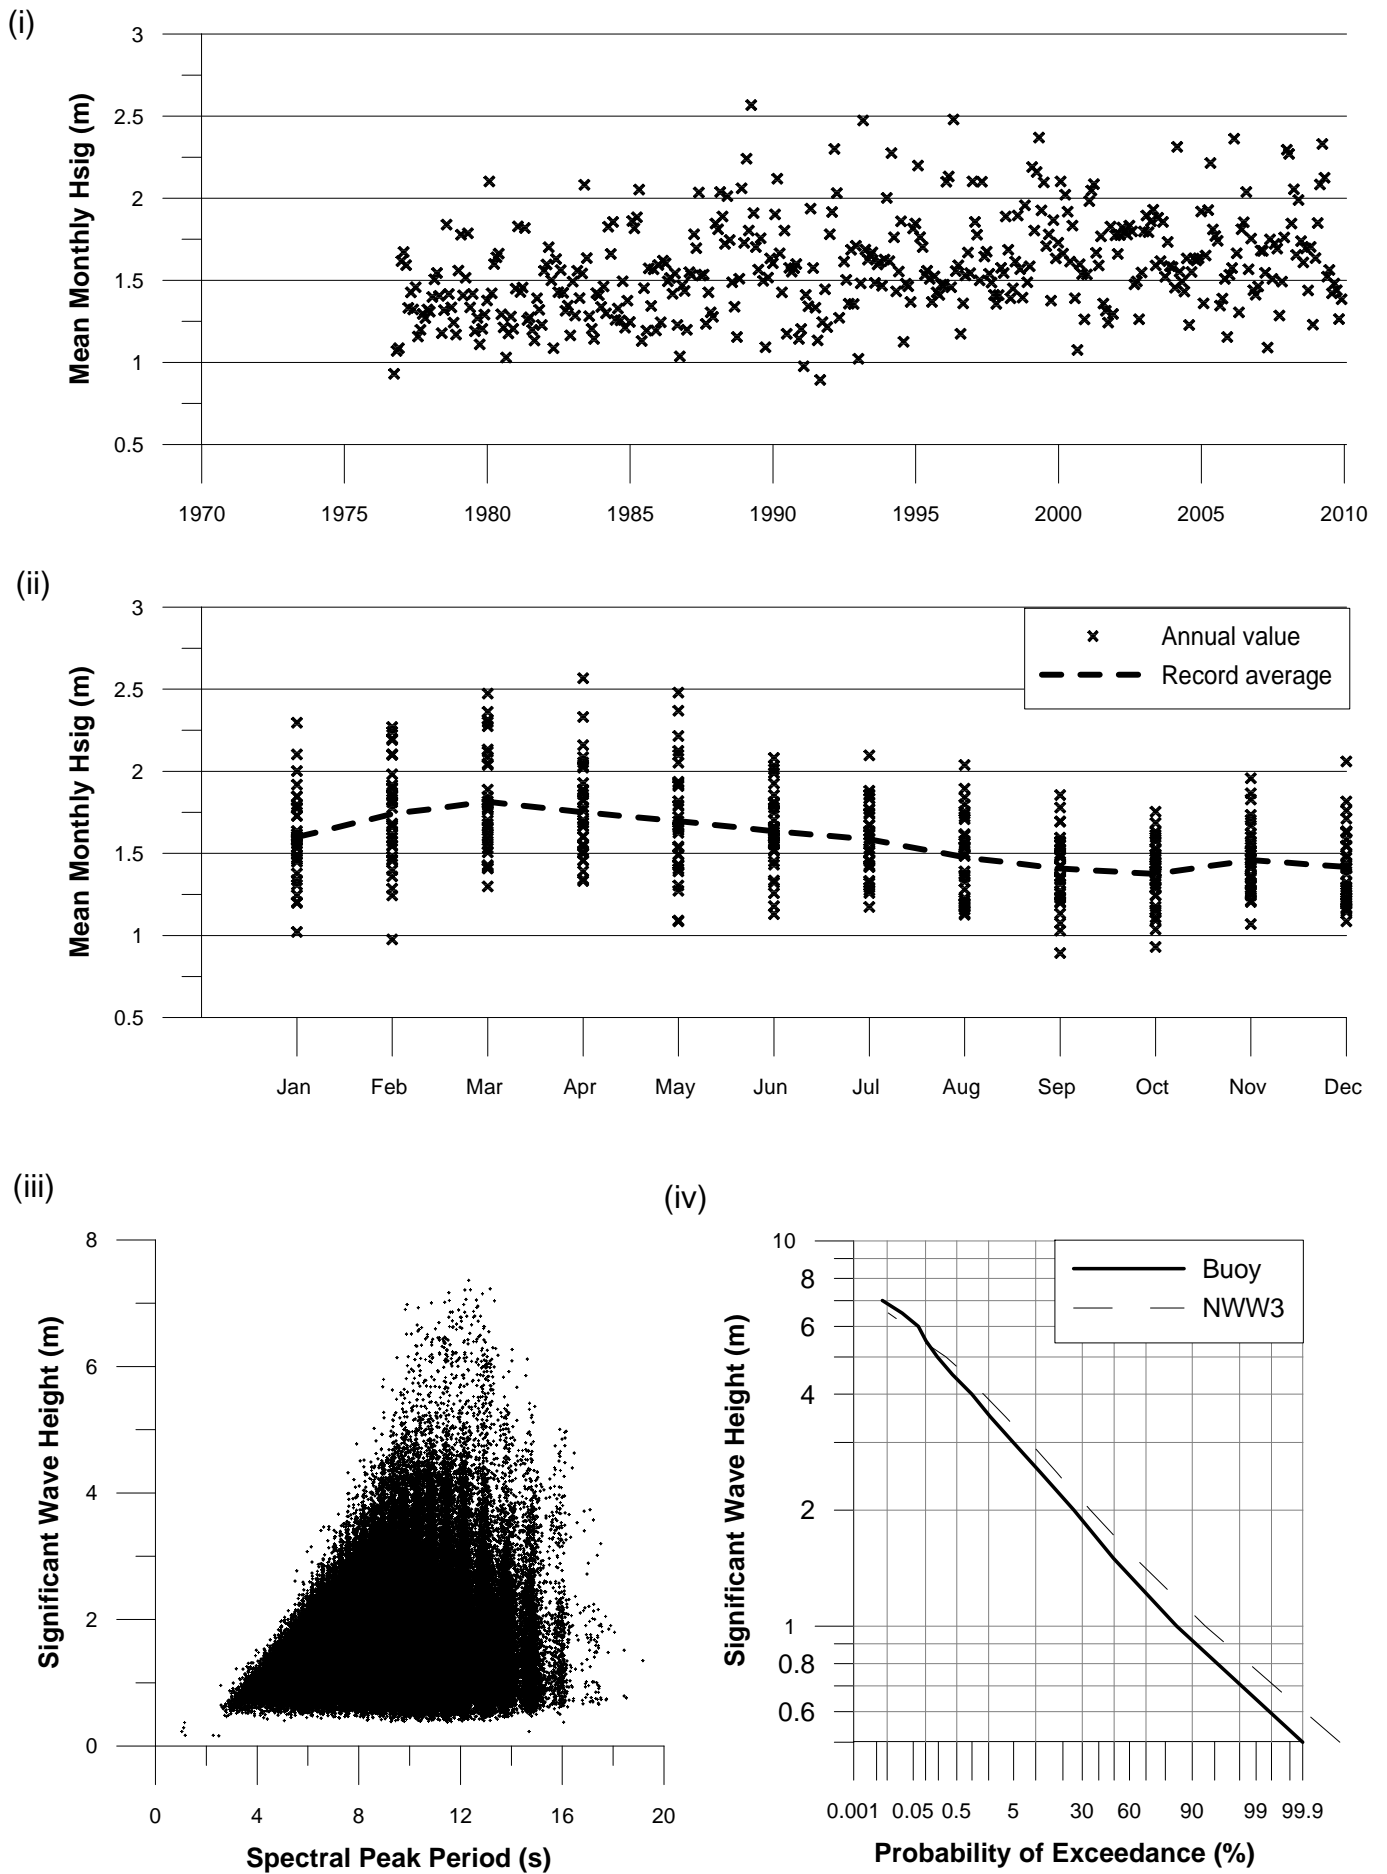 (i)
3
2.5
2
1.5
1
0.5
Mean Monthly Hsig (m)
1970 1975 1980 1985 1990 1995 2000 2005 2010
(ii)
3
2.5
2
1.5
1
0.5
Mean Monthly Hsig (m)
Annual value
Record average
Jan Feb Mar Apr May Jun Jul Aug Sep Oct Nov Dec
(iii)
8
6
4
2
0
Significant Wave Height (m)
0 4 8 12 16 20
Spectral Peak Period (s)
(iv)
10
8
6
4
2
1
0.8
0.6
Significant Wave Height (m)
Buoy
NWW3
0.001 0.05 0.5 5 30 60 90 99 99.9
Probability of Exceedance (%)